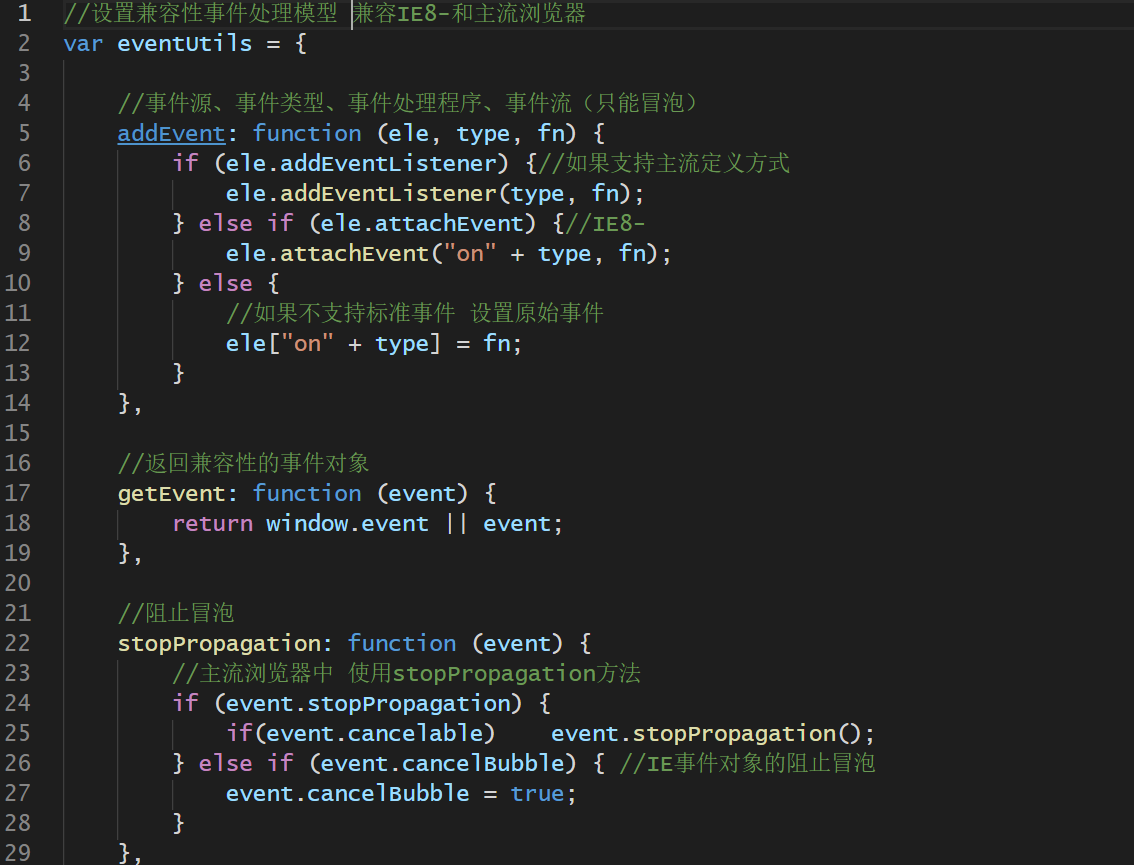 1 //设置兼容性事件处理模型 兼容IE8-和主流浏览器
2 var eventUtils = {
3
4     //事件源、事件类型、事件处理程序、事件流（只能冒泡）
5     addEvent: function (ele, type, fn) {
6         if (ele.addEventListener) {//如果支持主流定义方式
7             ele.addEventListener(type, fn);
8         } else if (ele.attachEvent) {//IE8-
9             ele.attachEvent("on" + type, fn);
10         } else {
11             //如果不支持标准事件 设置原始事件
12             ele["on" + type] = fn;
13         }
14     },
15
16     //返回兼容性的事件对象
17     getEvent: function (event) {
18         return window.event || event;
19     },
20
21     //阻止冒泡
22     stopPropagation: function (event) {
23         //主流浏览器中 使用stopPropagation方法
24         if (event.stopPropagation) {
25             if(event.cancelable)    event.stopPropagation();
26         } else if (event.cancelBubble) { //IE事件对象的阻止冒泡
27             event.cancelBubble = true;
28         }
29     },